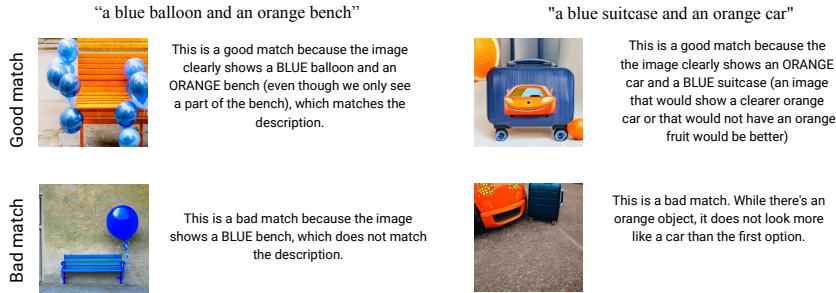 “a blue balloon and an orange bench”
"a blue suitcase and an orange car"
Good match
This is a good match because the image
clearly shows a BLUE balloon and an
ORANGE bench (even though we only see
a part of the bench), which matches the
description.
This is a good match because the
the image clearly shows an ORANGE
car and a BLUE suitcase (an image
that would show a clearer orange
car or that would not have an orange
fruit would be better)
Bad match
This is a bad match because the image
shows a BLUE bench, which does not match
the description.
This is a bad match. While there's an
orange object, it does not look more
like a car than the first option.